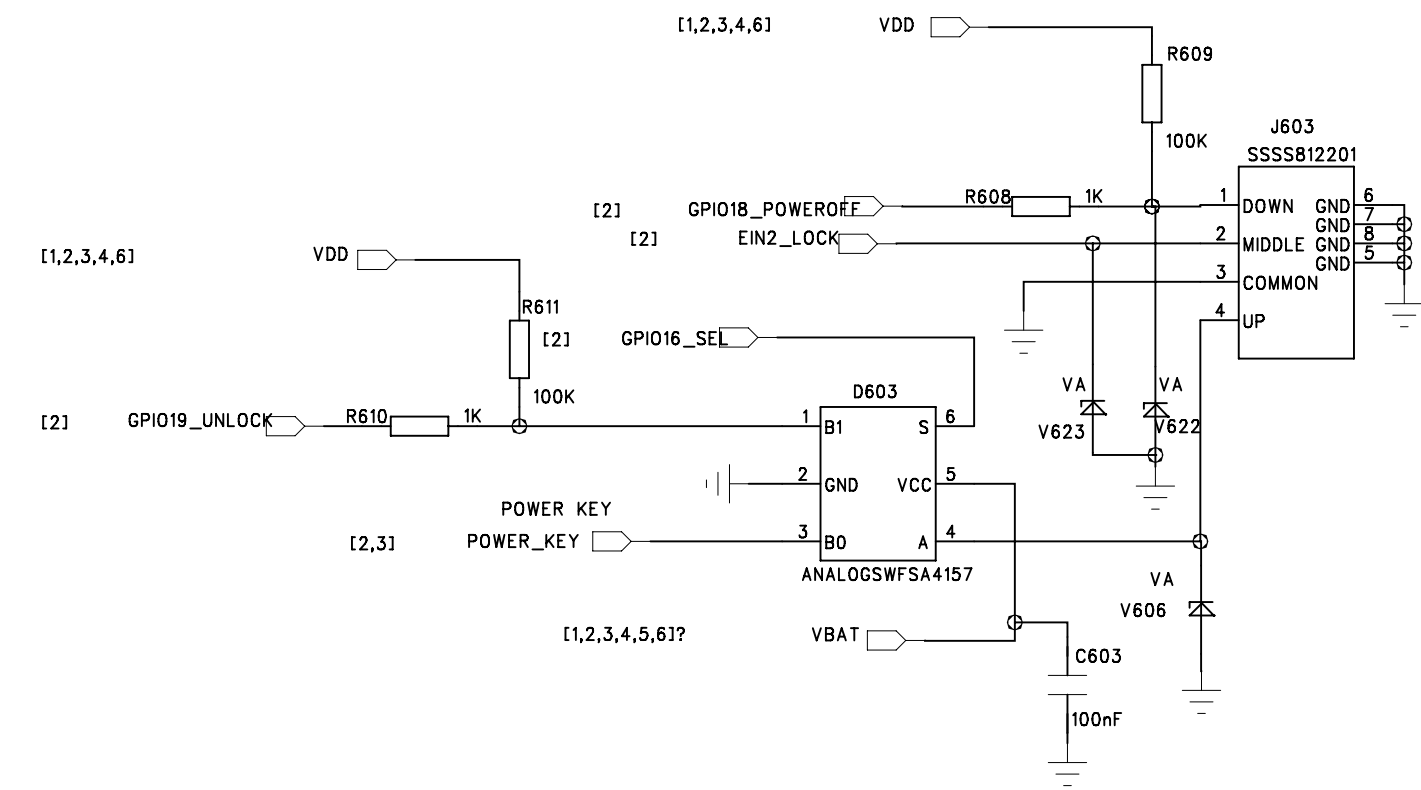 [1,2,3,4,6]
VDD
R609
100K
J603
SSSS812201
[2]
GPIO18_POWEROFF
R608
1K
1
DOWN
GND
6
GND
7
[2]
EIN2_LOCK
2
MIDDLE
GND
8
GND
5
3
COMMON
4
UP
[1,2,3,4,6]
VDD
R611
[2]
GPIO16_SEL
100K
D603
VA
VA
V623
V622
[2]
GPIO19_UNLOCK
R610
1K
1
B1
S
6
2
GND
VCC
5
POWER KEY
[2,3]
POWER_KEY
3
B0
A
4
ANALOGSWFSA4157
VA
V606
[1,2,3,4,5,6]?
VBAT
C603
100nF